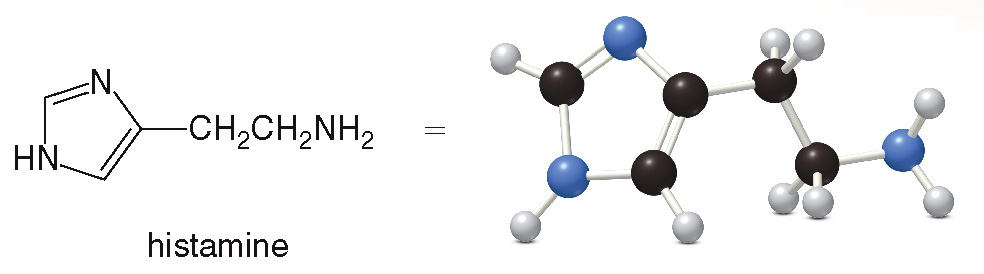 N
CH₂CH₂NH₂ =
HN
histamine